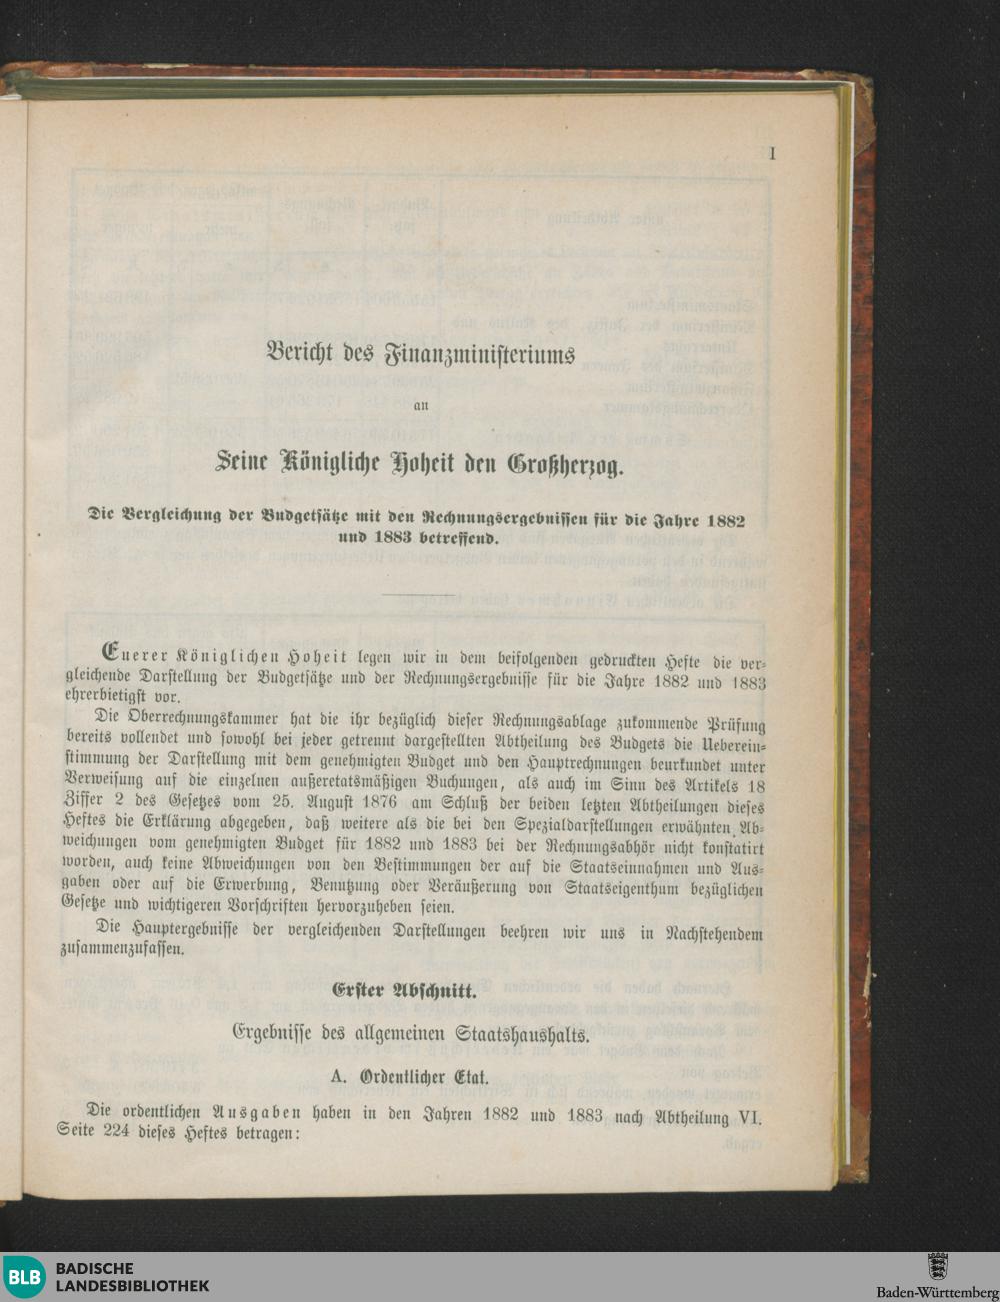 I
Bericht des Finanzministeriums
an
Seine Königliche Hoheit den Großherzog.
Die Vergleichung der Budgetsätze mit den Rechnungsergebnissen für die Jahre 1882
und 1883 betreffend.
Euerer Königlichen Hoheit legen wir in dem beifolgenden gedruckten Hefte die ver-
gleichende Darstellung der Budgetsätze und der Rechnungsergebnisse für die Jahre 1882 und 1883
ehrerbietigst vor.
Die Oberrechnungskammer hat die ihr bezüglich dieser Rechnungsablage zukommende Prüfung
bereits vollendet und sowohl bei jeder getrennt dargestellten Abtheilung des Budgets die Ueberein-
stimmung der Darstellung mit dem genehmigten Budget und den Hauptrechnungen beurkundet unter
Verweisung auf die einzelnen außeretatsmäßigen Buchungen, als auch im Sinn des Artikels 18
Ziffer 2 des Gesetzes vom 25. August 1876 am Schluß der beiden letzten Abtheilungen dieses
Heftes die Erklärung abgegeben, daß weitere als die bei den Spezialdarstellungen erwähnten Ab-
weichungen vom genehmigten Budget für 1882 und 1883 bei der Rechnungsabhör nicht konstatirt
worden, auch keine Abweichungen von den Bestimmungen der auf die Staatseinnahmen und Aus-
gaben oder auf die Erwerbung, Benutzung oder Veräußerung von Staatseigenthum bezüglichen
Gesetze und wichtigeren Vorschriften hervorzuheben seien.
Die Hauptergebnisse der vergleichenden Darstellungen beehren wir uns in Nachstehendem
zusammenzufassen.
Erster Abschnitt.
Ergebnisse des allgemeinen Staatshaushalts.
A. Ordentlicher Etat.
Die ordentlichen Ausgaben haben in den Jahren 1882 und 1883 nach Abtheilung VI.
Seite 224 dieses Heftes betragen:
BLB
BADISCHE
LANDESBIBLIOTHEK
Baden-Württemberg